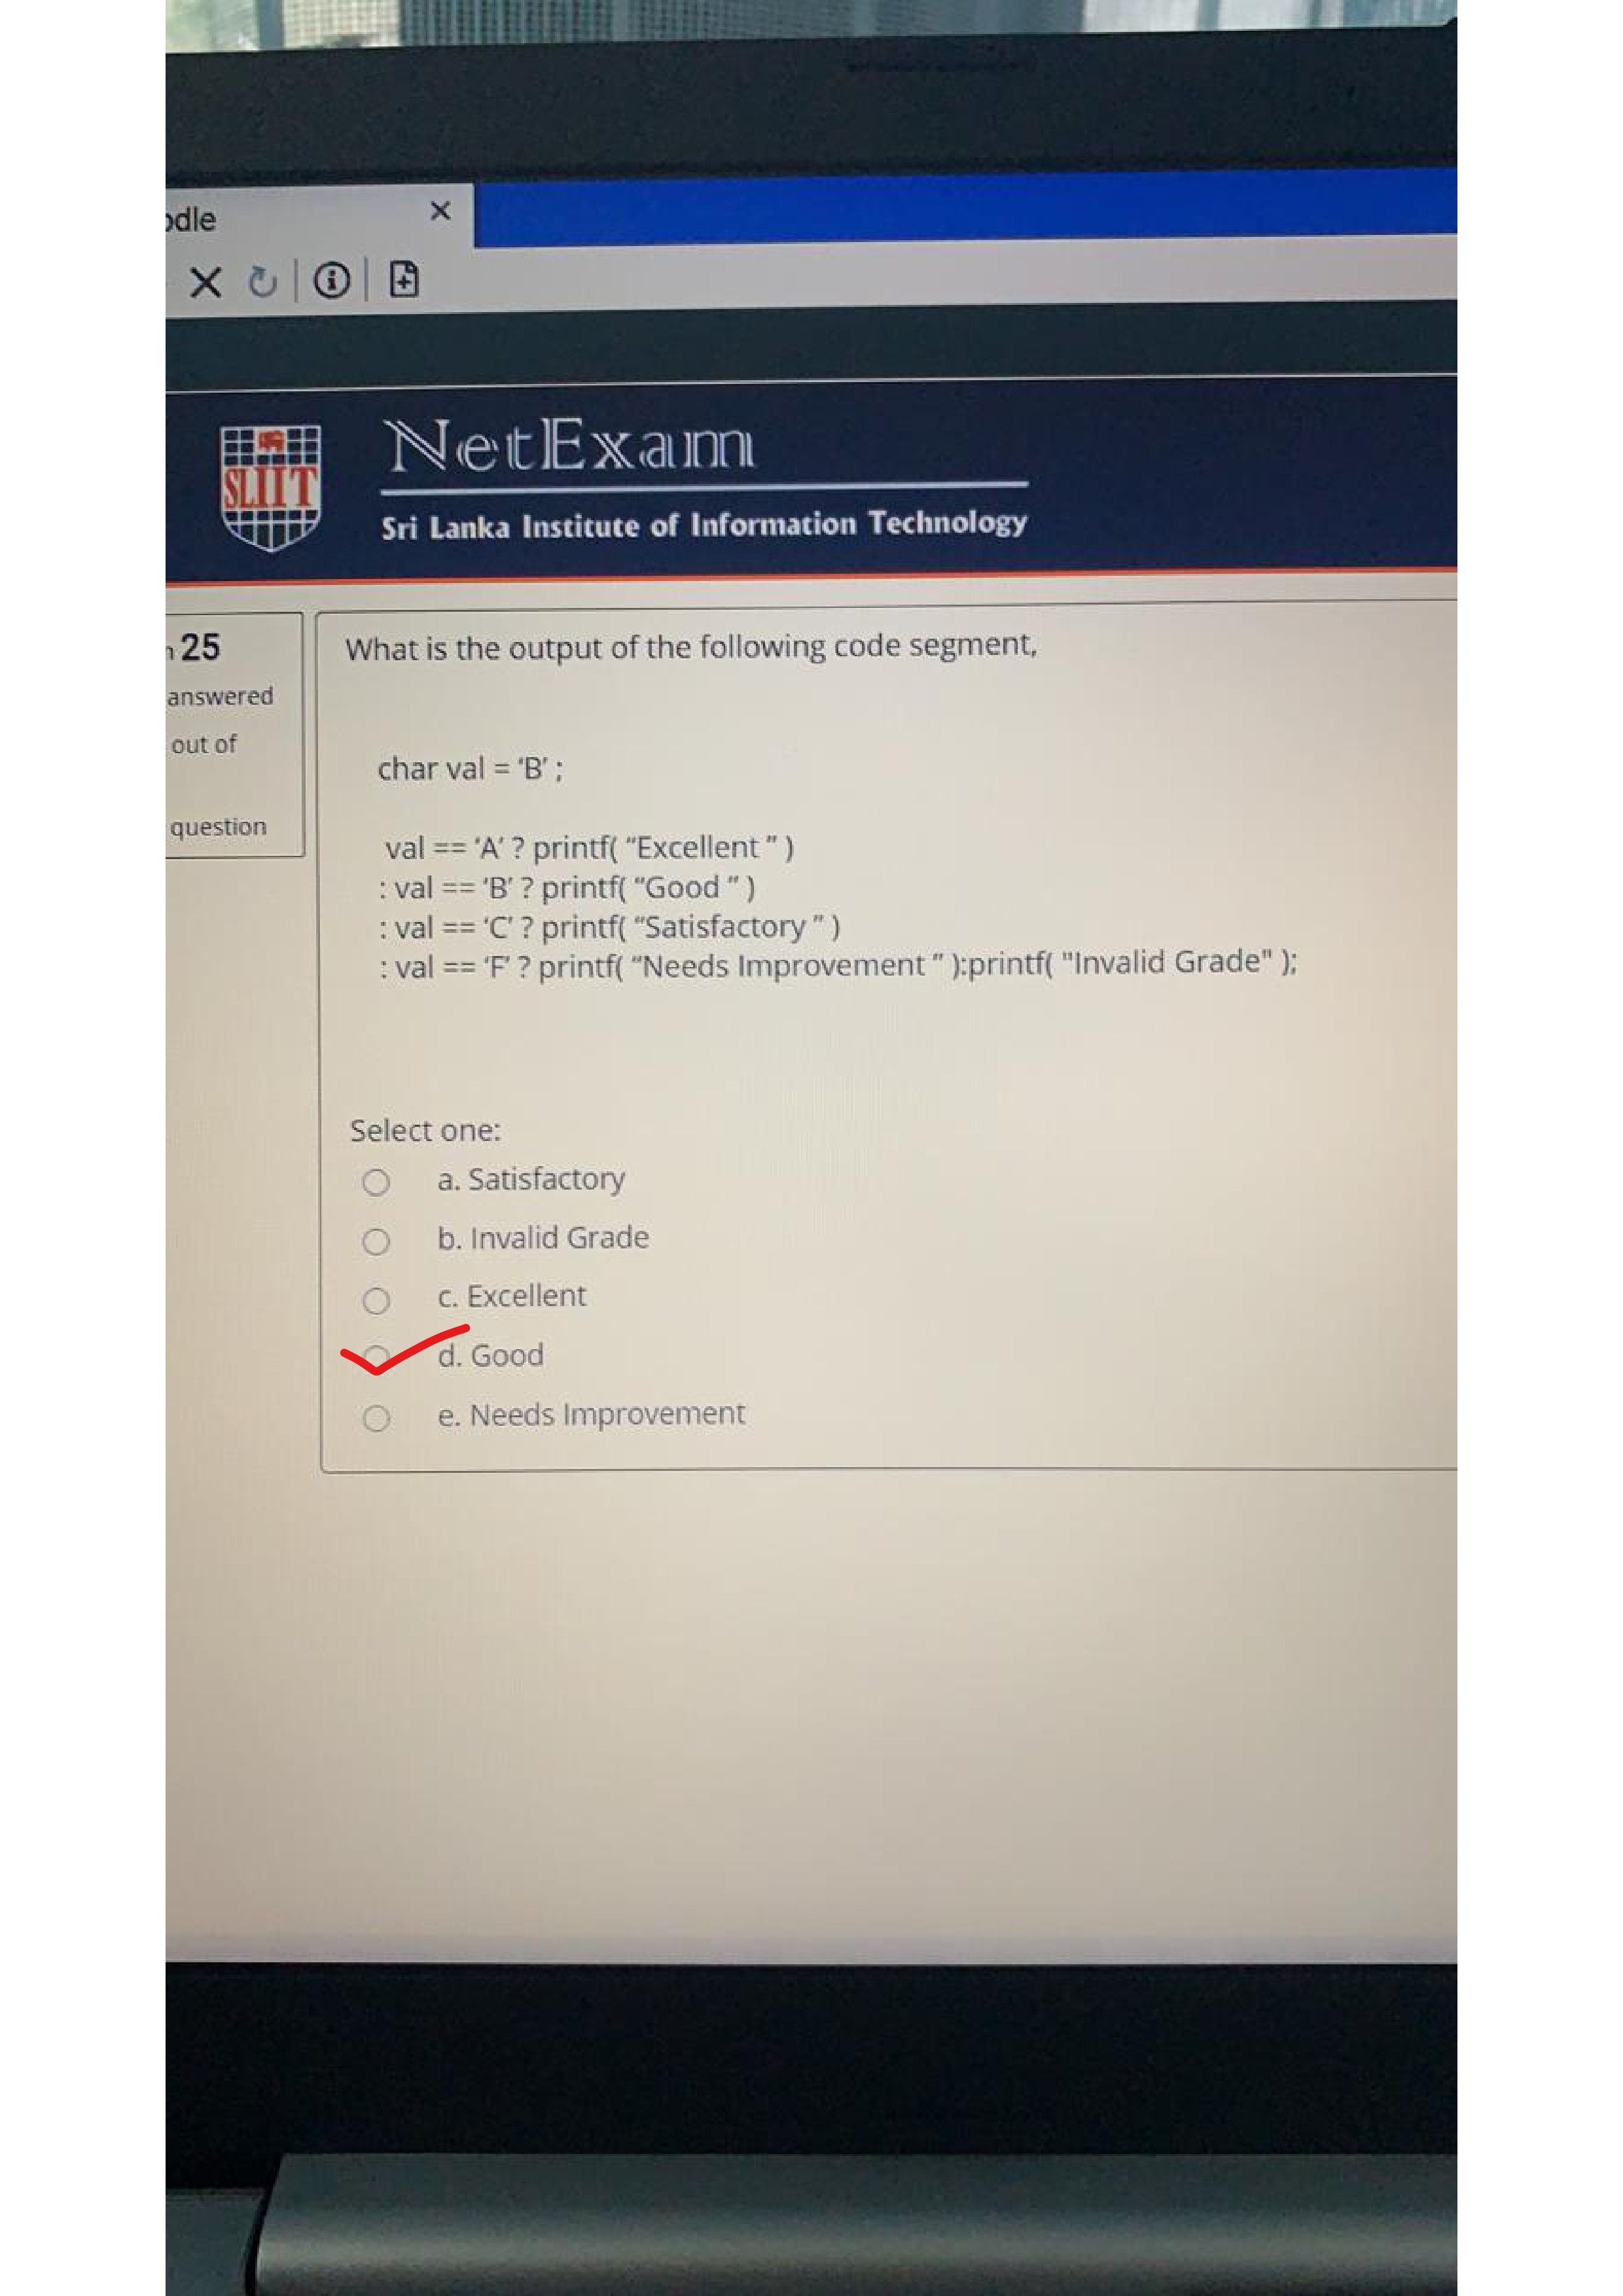 odle
NetExam
SLIIT
Sri Lanka Institute of Information Technology
25
answered
out of
question
What is the output of the following code segment,
char val = ‘B’ ;
val == ‘A’ ? printf( “Excellent ” )
: val == ‘B’ ? printf( “Good ” )
: val == ‘C’ ? printf( “Satisfactory ” )
: val == ‘F’ ? printf( “Needs Improvement ” ):printf( "Invalid Grade" );
Select one:
a. Satisfactory
b. Invalid Grade
c. Excellent
d. Good
e. Needs Improvement